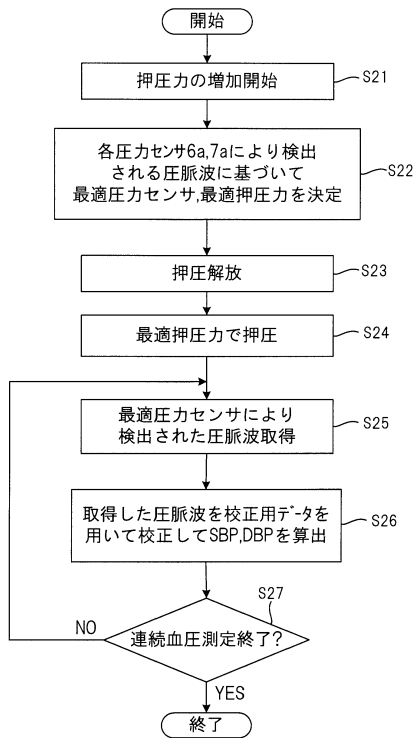 開始
押圧力の増加開始
S21
各圧力センサ6a,7aにより検出
される圧脈波に基づいて
最適圧力センサ,最適押圧力を決定
S22
押圧解放
S23
最適押圧力で押圧
S24
最適圧力センサにより
検出された圧脈波取得
S25
取得した圧脈波を校正用データを
用いて校正してSBP,DBPを算出
S26
S27
連続血圧測定終了?
NO
YES
終了